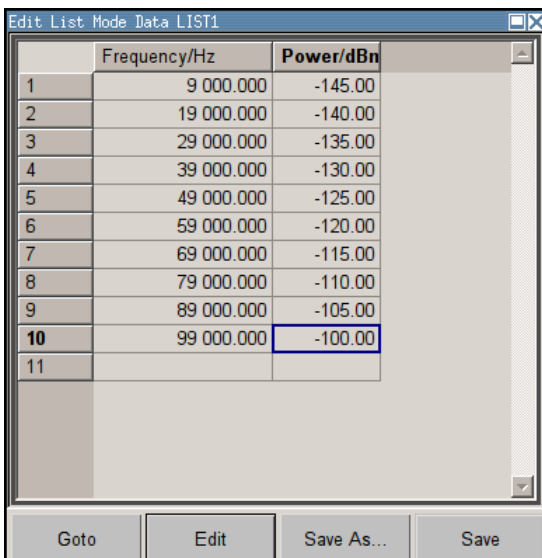 Edit List Mode Data LIST1
Frequency/Hz Power/dBn
1 9 000.000 -145.00
2 19 000.000 -140.00
3 29 000.000 -135.00
4 39 000.000 -130.00
5 49 000.000 -125.00
6 59 000.000 -120.00
7 69 000.000 -115.00
8 79 000.000 -110.00
9 89 000.000 -105.00
10 99 000.000 -100.00
11
Goto Edit Save As... Save